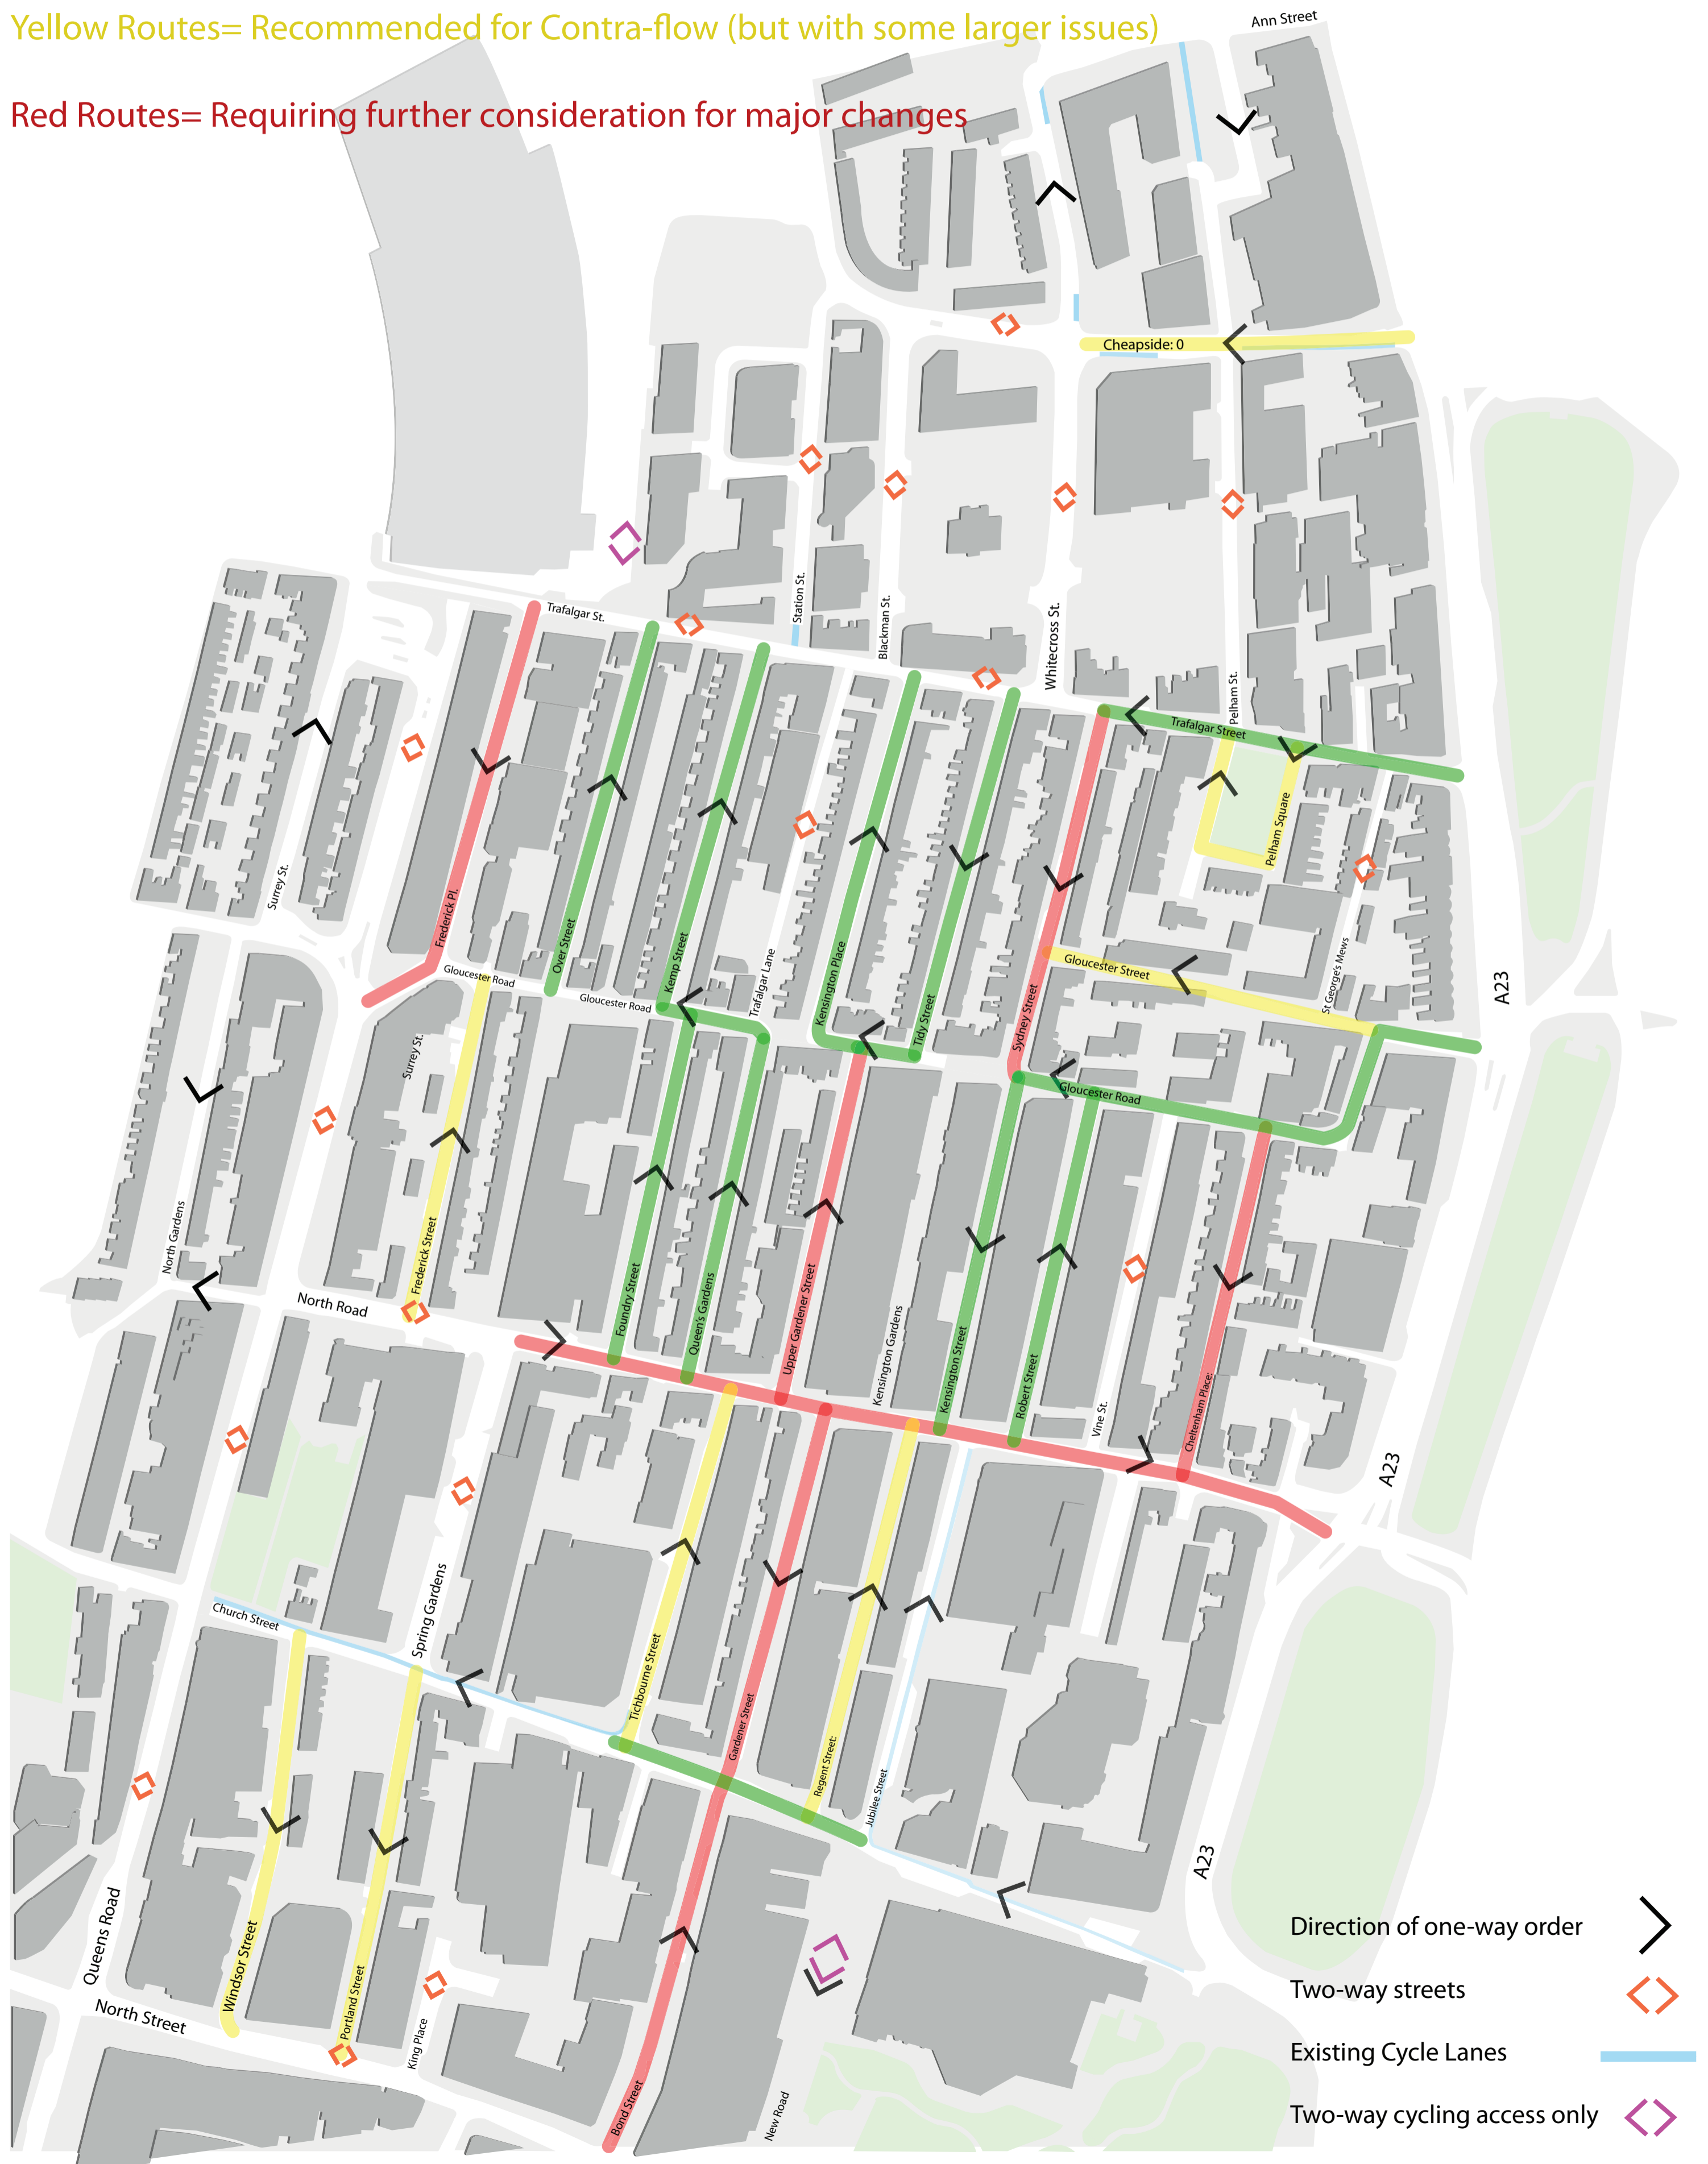 Yellow Routes= Recommended for Contra-flow (but with some larger issues)
Ann Street
Red Routes= Requiring further consideration for major changes
Cheapside: 0
Trafalgar St.
Station St.
Blackman St.
Whitecross St.
Pelham St.
Trafalgar Street
Pelham Square
Surrey St.
Frederick Pl.
Over Street
Kemp Street
Trafalgar Lane
Kensington Place
Tidy Street
Sydney Street
Gloucester Street
St George's Mews
A23
Gloucester Road
Gloucester Road
Surrey St.
Gloucester Road
North Gardens
Frederick Street
North Road
Foundry Street
Queen's Gardens
Upper Gardener Street
Kensington Gardens
Kensington Street
Robert Street
Vine St.
Cheltenham Place:
A23
Church Street
Spring Gardens
Tichbourne Street
Gardener Street
Regent Street:
Jubilee Street
A23
Queens Road
Windsor Street
Portland Street
North Street
King Place
Bond Street
New Road
Direction of one-way order
Two-way streets
Existing Cycle Lanes
Two-way cycling access only